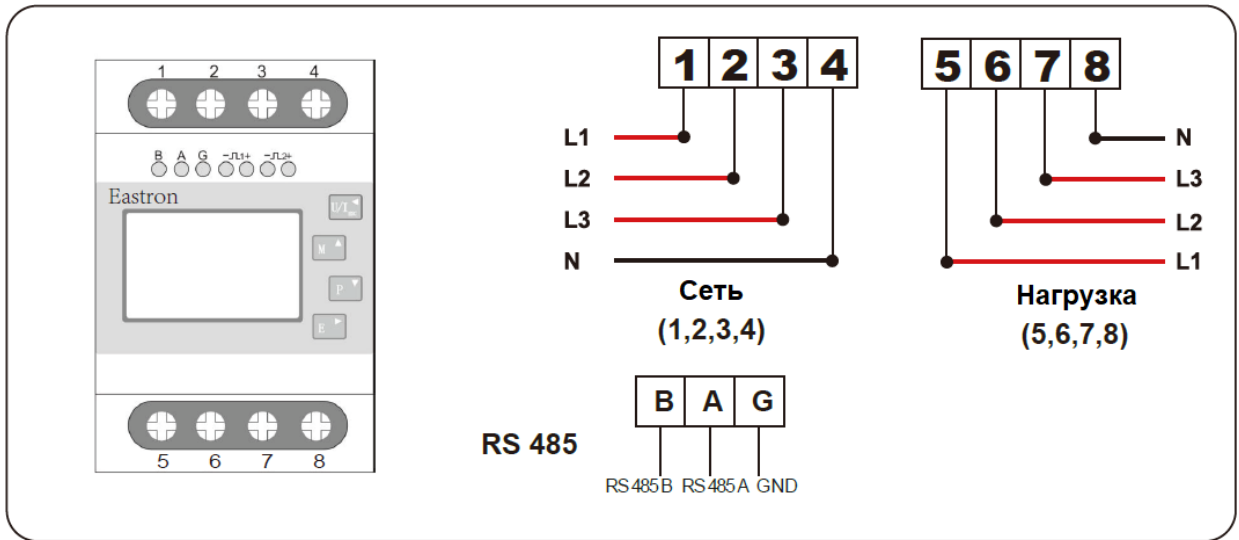 1 2 3 4
B A G -⎍1+ -⎍2+
Eastron
M
P
E
5 6 7 8
1 2 3 4
L1
L2
L3
N
Сеть
(1,2,3,4)
5 6 7 8
N
L3
L2
L1
Нагрузка
(5,6,7,8)
RS 485
B A G
RS485B RS485A GND